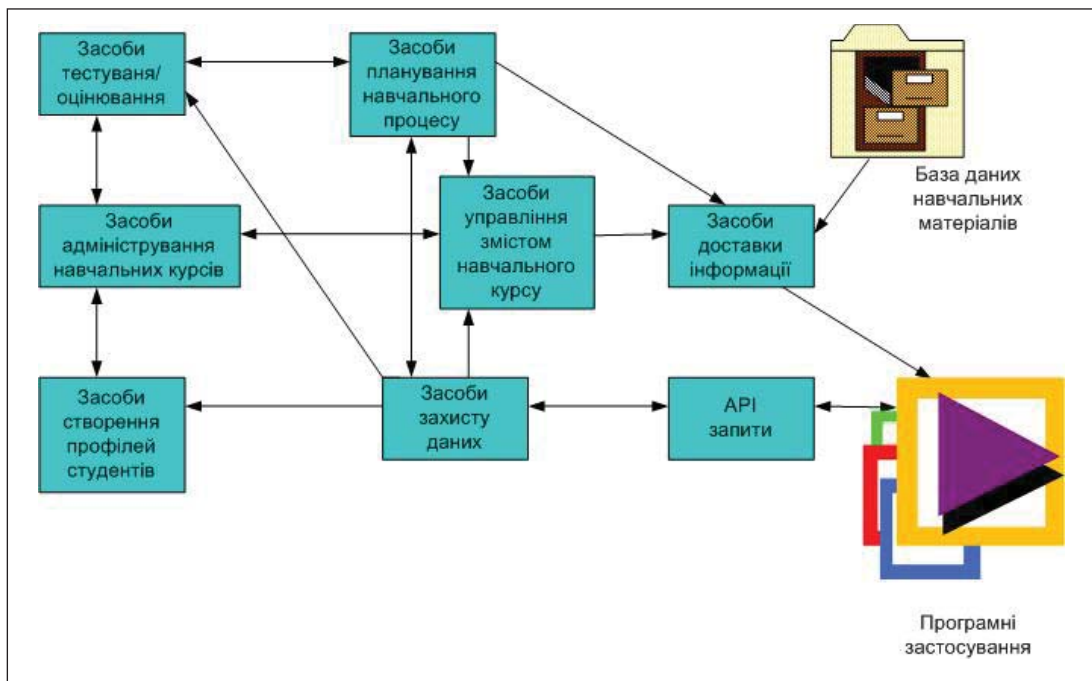 Засоби
тестуваня/
оцінювання
Засоби
планування
навчального
процесу
База даних
навчальних
матеріалів
Засоби
адміністрування
навчальних курсів
Засоби
управління
змістом
навчального
курсу
Засоби
доставки
інформації
Засоби
створення
профілей
студентів
Засоби
захисту
даних
АРІ
запити
Програмні
застосування